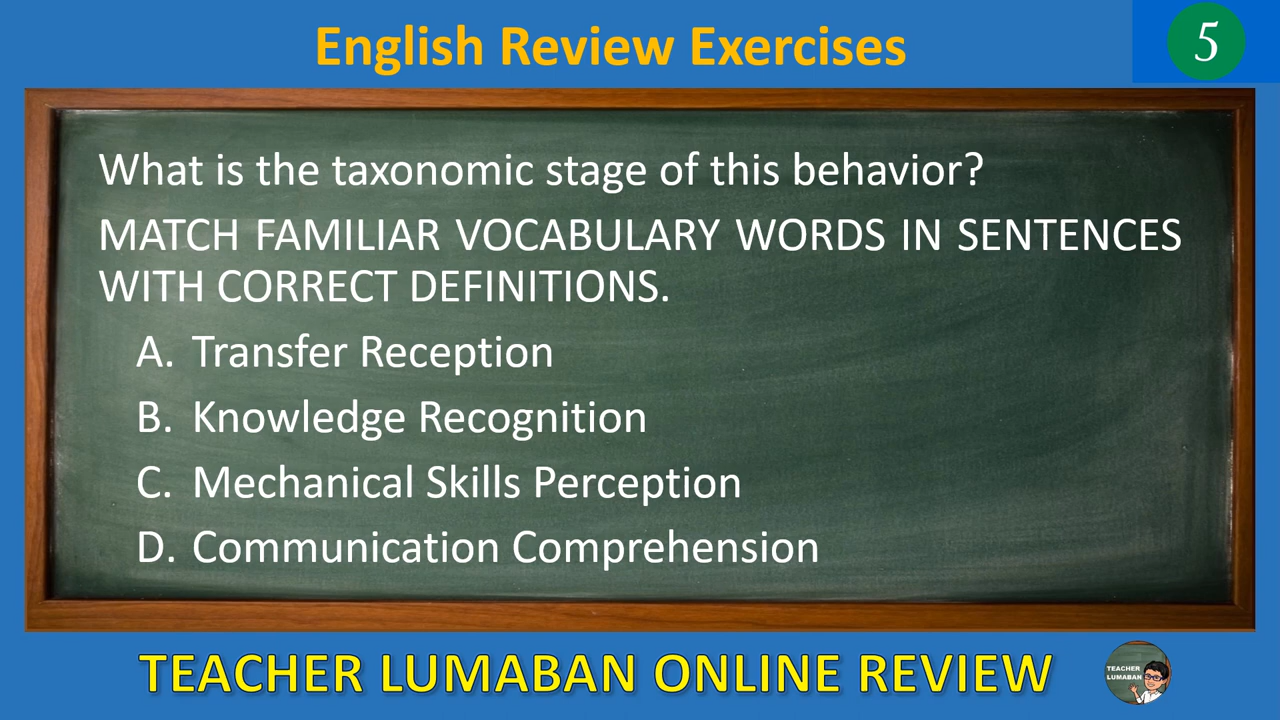 English Review Exercises
5
What is the taxonomic stage of this behavior?
MATCH FAMILIAR VOCABULARY WORDS IN SENTENCES
WITH CORRECT DEFINITIONS.
A. Transfer Reception
B. Knowledge Recognition
C. Mechanical Skills Perception
D. Communication Comprehension
TEACHER LUMABAN ONLINE REVIEW
TEACHER
LUMABAN